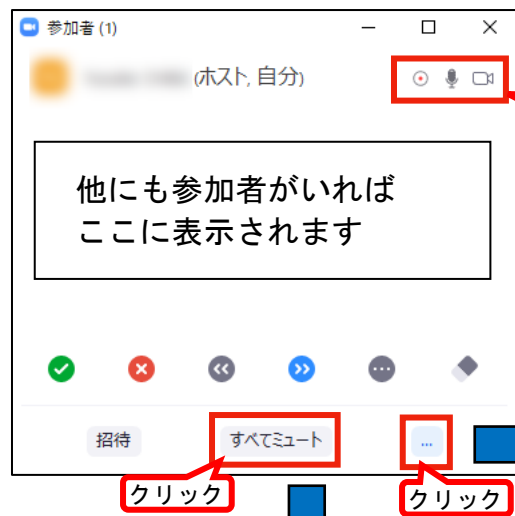 参加者 (1)
(ホスト, 自分)
他にも参加者がいれば
ここに表示されます
招待
すべてミュート
...
クリック
クリック